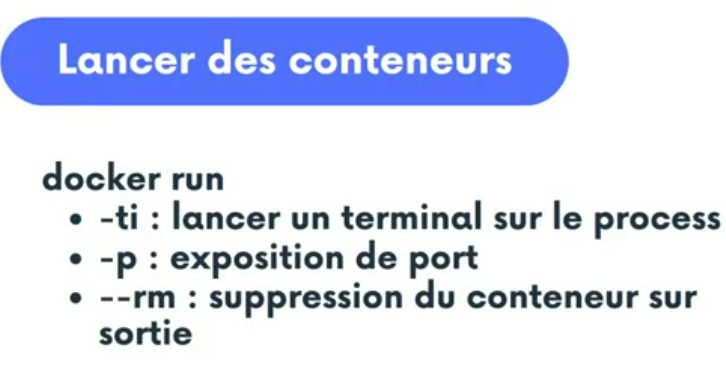 Lancer des conteneurs
docker run
• -ti : lancer un terminal sur le process
• -p : exposition de port
• --rm : suppression du conteneur sur
sortie